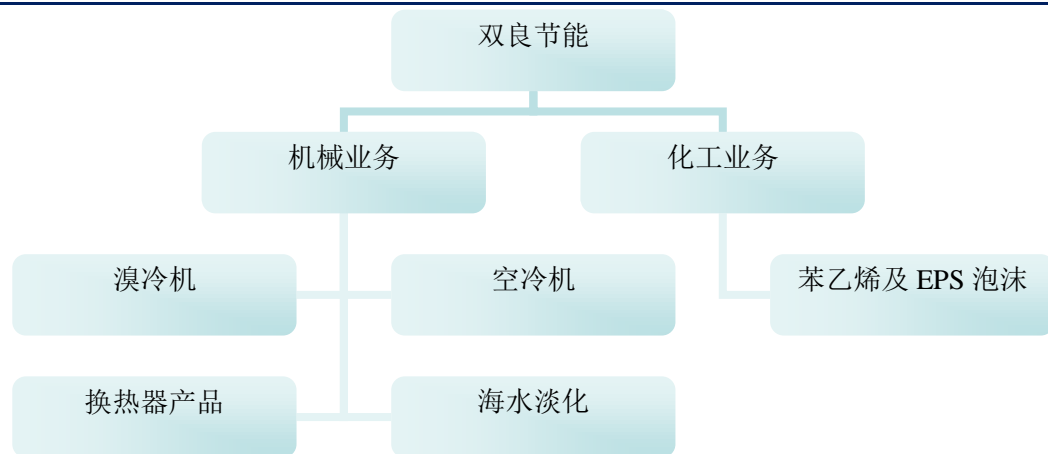 双良节能
机械业务
化工业务
溴冷机
空冷机
苯乙烯及 EPS 泡沫
换热器产品
海水淡化